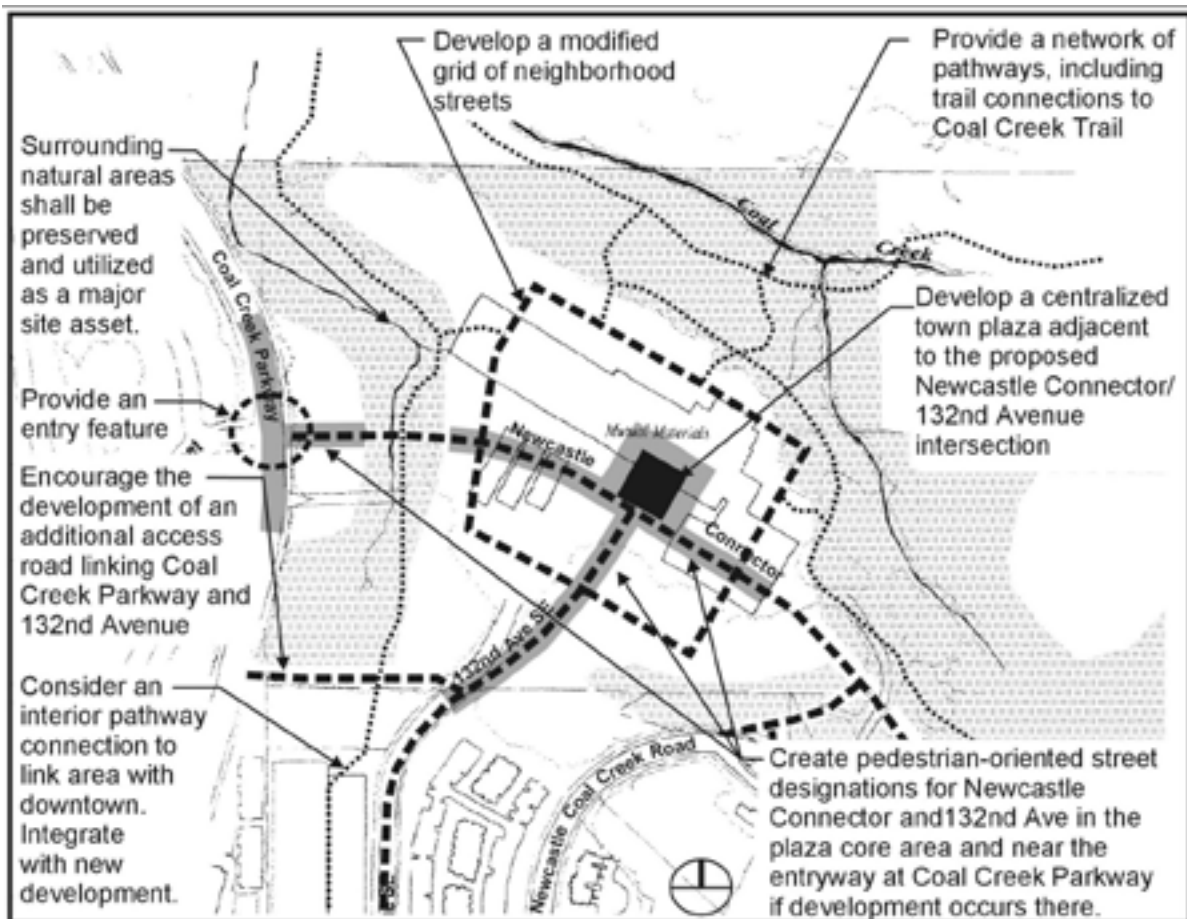 Develop a modified
grid of neighborhood
streets
Provide a network of
pathways, including
trail connections to
Coal Creek Trail
Surrounding
natural areas
shall be
preserved
and utilized
as a major
site asset.
Coal
Creek
Coal Creek Parkway
Develop a centralized
town plaza adjacent
to the proposed
Newcastle Connector/
132nd Avenue
intersection
Provide an
entry feature
Newcastle
Mutual Materials
Connector
Encourage the
development of an
additional access
road linking Coal
Creek Parkway and
132nd Avenue
132nd Ave SE
Consider an
interior pathway
connection to
link area with
downtown.
Integrate
with new
development.
Newcastle Coal Creek Road
SE
Create pedestrian-oriented street
designations for Newcastle
Connector and132nd Ave in the
plaza core area and near the
entryway at Coal Creek Parkway
if development occurs there.